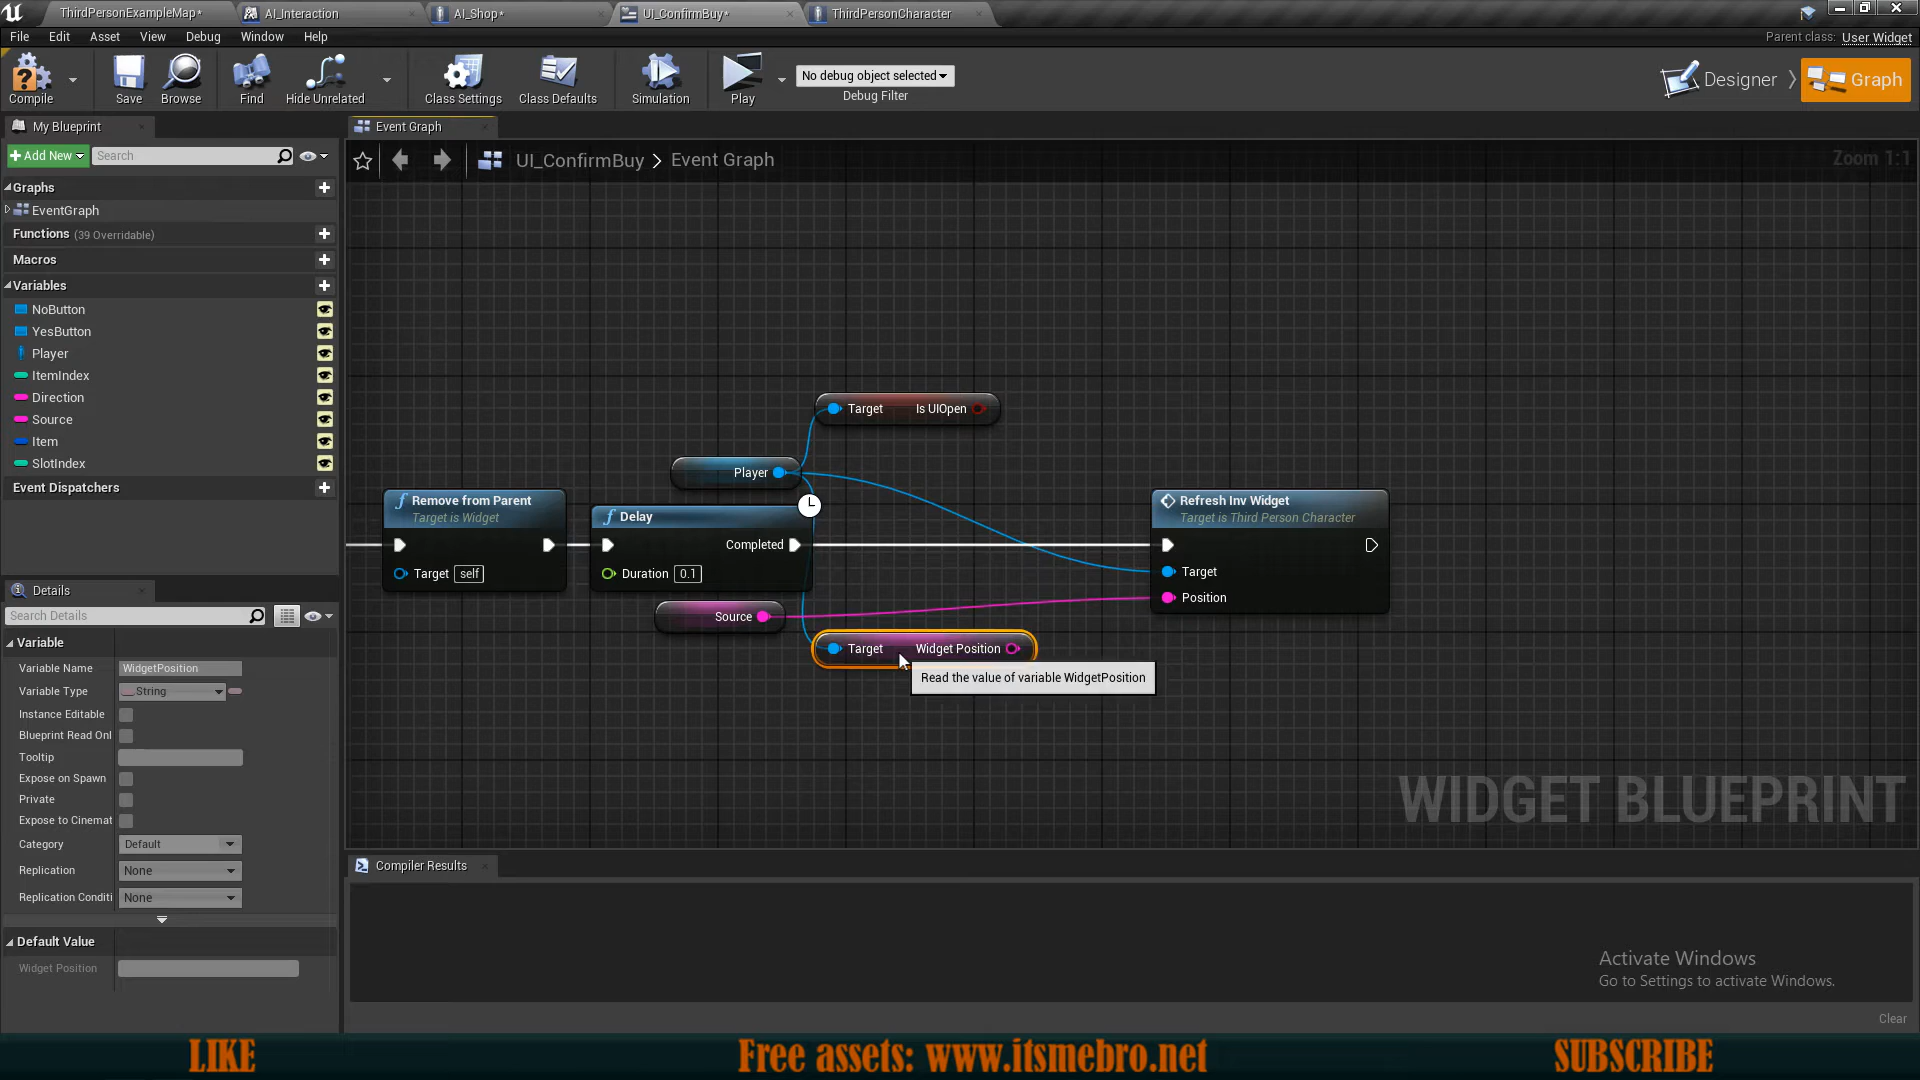 ThirdPersonExampleMap*
AI_Interaction
AI_Shop*
UI_ConfirmBuy*
ThirdPersonCharacter
File
Edit
Asset
View
Debug
Window
Help
Parent class:
User Widget
Compile
Save
Browse
Find
Hide Unrelated
Class Settings
Class Defaults
Simulation
Play
No debug object selected
Debug Filter
Designer
Graph
My Blueprint
Event Graph
Add New
Search
UI_ConfirmBuy > Event Graph
Zoom 1:1
Graphs
EventGraph
Functions (39 Overridable)
Macros
Variables
NoButton
YesButton
Player
ItemIndex
Direction
Source
Item
SlotIndex
Event Dispatchers
Target
Is UIOpen
Player
Remove from Parent
Target is Widget
Target
self
Delay
Completed
Duration
0.1
Refresh Inv Widget
Target is Third Person Character
Target
Position
Source
Target
Widget Position
Read the value of variable WidgetPosition
WIDGET BLUEPRINT
Details
Search Details
Variable
Variable Name
WidgetPosition
Variable Type
String
Instance Editable
Blueprint Read Onl
Tooltip
Expose on Spawn
Private
Expose to Cinemat
Category
Default
Replication
None
Replication Conditi
None
Default Value
Widget Position
Compiler Results
Activate Windows
Go to Settings to activate Windows.
Clear
LIKE
Free assets: www.itsmebro.net
SUBSCRIBE